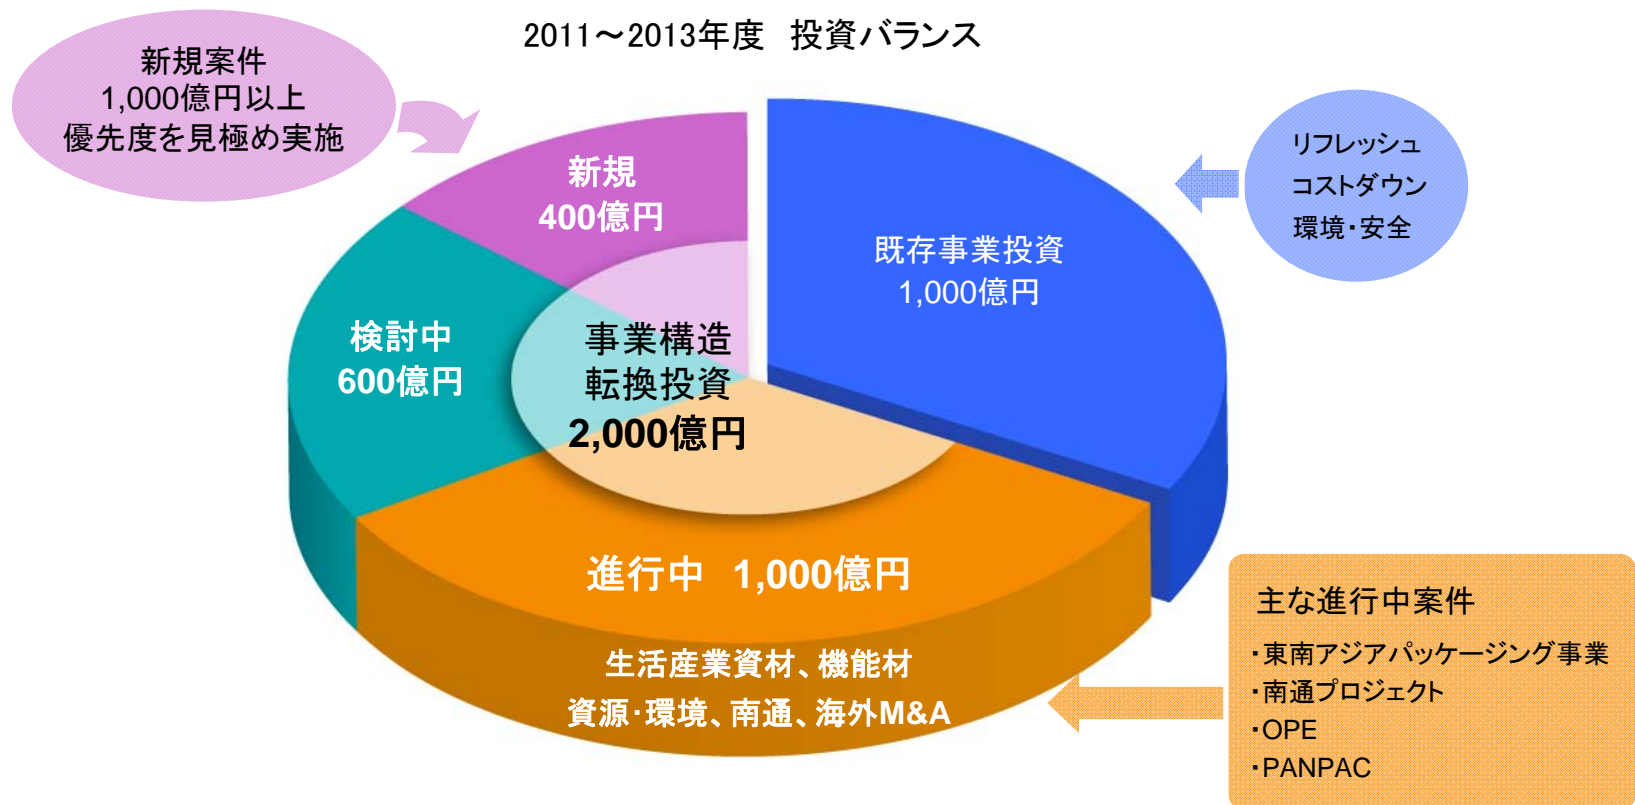 2011～2013年度 投資バランス
新規案件
1,000億円以上
優先度を見極め実施
新規
400億円
既存事業投資
1,000億円
リフレッシュ
コストダウン
環境・安全
検討中
600億円
事業構造
転換投資
2,000億円
進行中 1,000億円
生活産業資材、機能材
資源・環境、南通、海外M&A
主な進行中案件
・東南アジアパッケージング事業
・南通プロジェクト
・OPE
・PANPAC